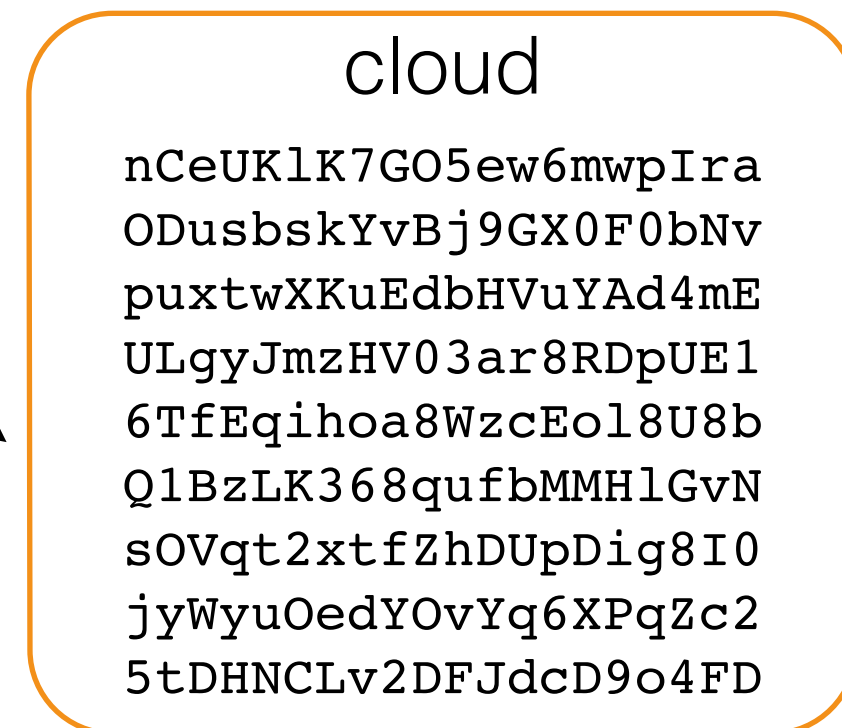 cloud
nCeUKlK7GO5ew6mwpIra
ODusbskYvBj9GX0F0bNv
puxtwXKuEdbHVuYAd4mE
ULgyJmzHV03ar8RDpUE1
6TfEqihoa8WzcEol8U8b
Q1BzLK368qufbMMHlGvN
sOVqt2xtfZhDUpDig8I0
jyWyuOedYOvYq6XPqZc2
5tDHNCLv2DFJdcD9o4FD